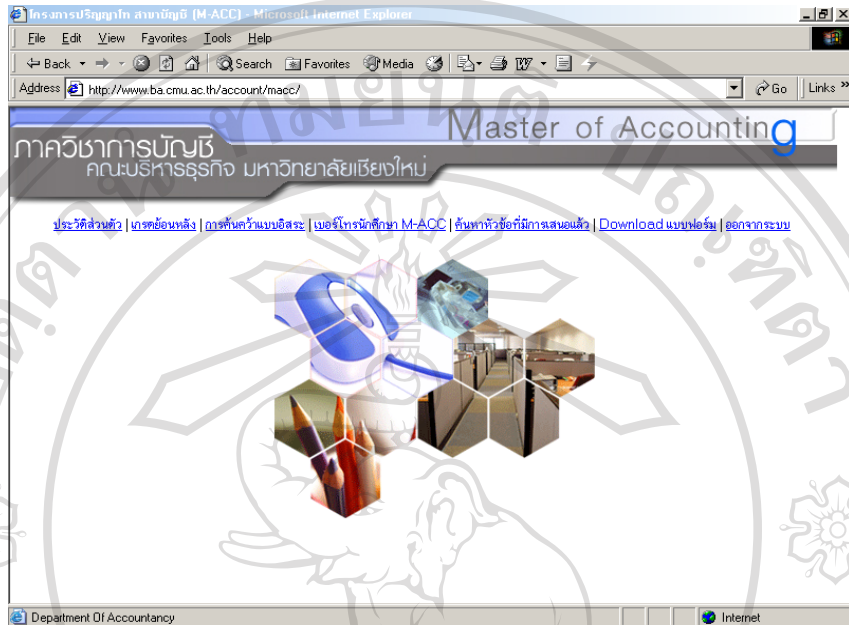 โครงการปริญญาโท สาขาบัญชี (M-ACC) - Microsoft Internet Explorer
File Edit View Favorites Tools Help
Back Search Favorites Media
Address http://www.ba.cmu.ac.th/account/macc/ Go Links »
Master of Accounting
ภาควิชาการบัญชี
คณะบริหารธุรกิจ มหาวิทยาลัยเชียงใหม่
ประวัติส่วนตัว | เกรดย้อนหลัง | การค้นคว้าแบบอิสระ | เบอร์โทรนักศึกษา M-ACC | ค้นหาหัวข้อที่มีการเสนอแล้ว | Download แบบฟอร์ม | ออกจากระบบ
Department Of Accountancy Internet